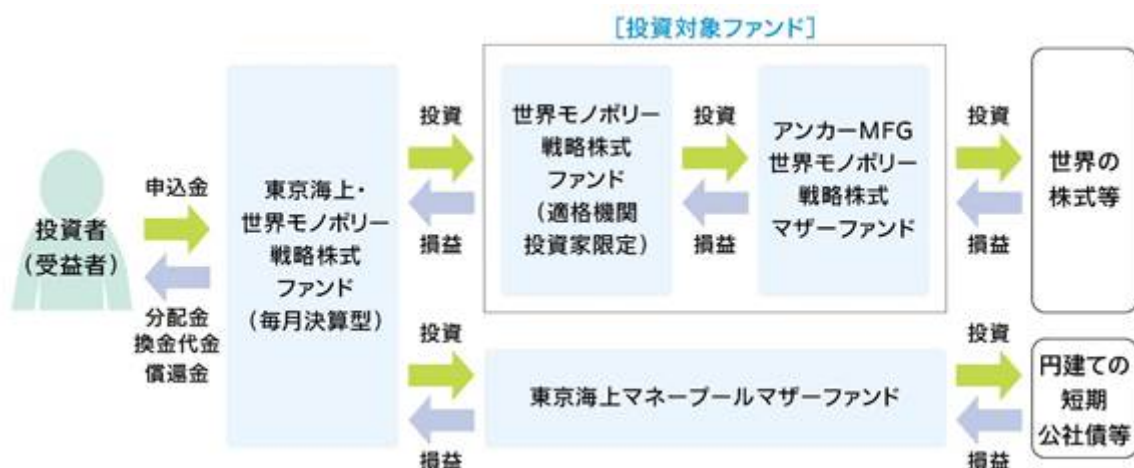 [投資対象ファンド]
投資者
(受益者)
申込金
分配金
換金代金
償還金
東京海上・
世界モノポリー
戦略株式
ファンド
(毎月決算型)
投資
損益
世界モノポリー
戦略株式
ファンド
(適格機関
投資家限定)
投資
損益
アンカーMFG
世界モノポリー
戦略株式
マザーファンド
投資
損益
世界の
株式等
投資
損益
東京海上マネープールマザーファンド
投資
損益
円建ての
短期
公社債等